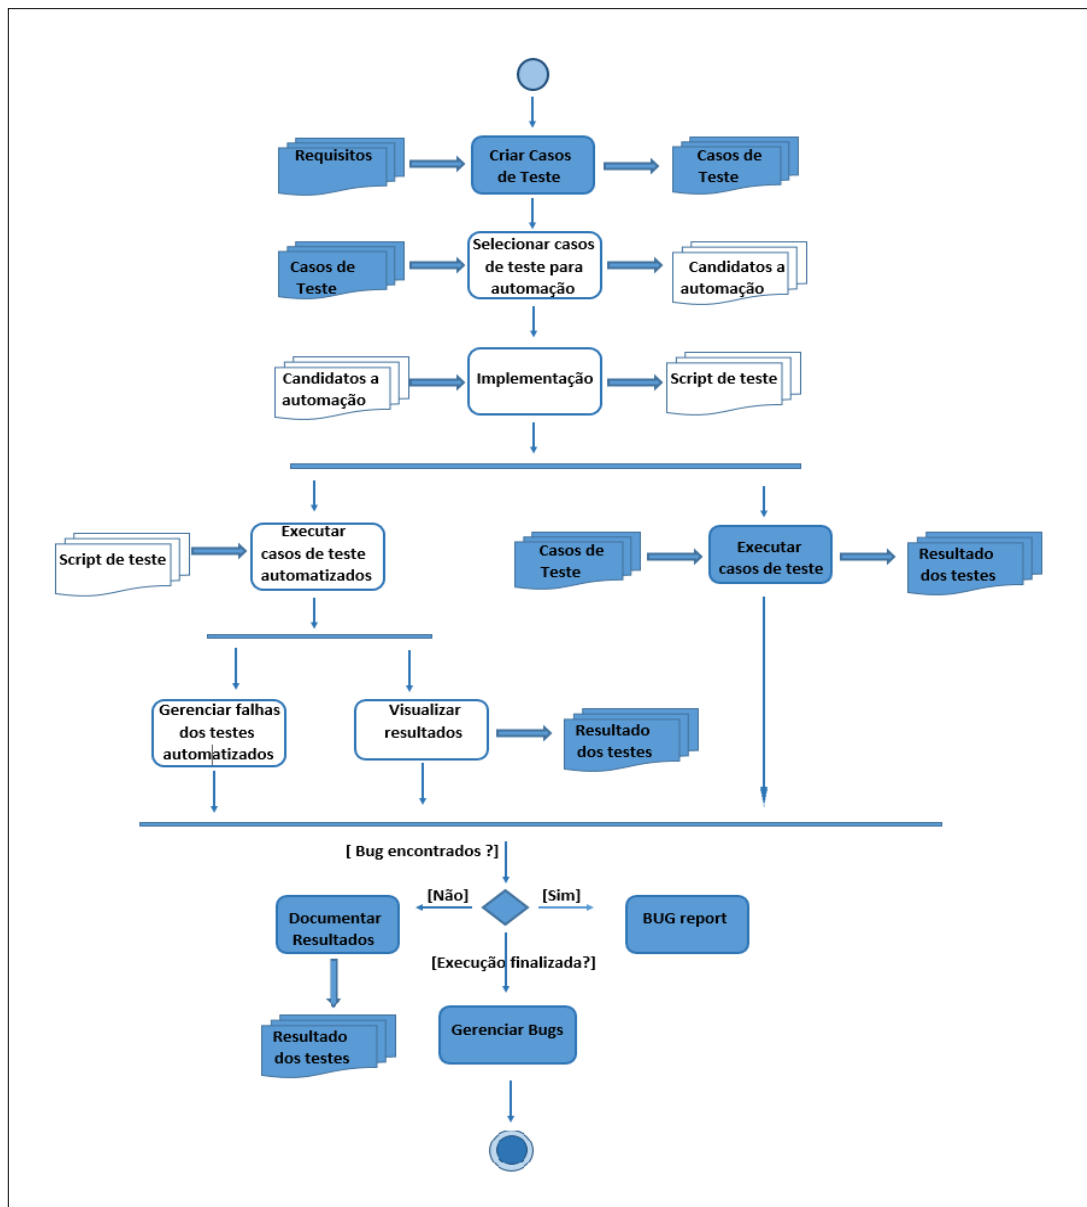 Requisitos
Criar Casos
de Teste
Casos de
Teste
Casos de
Teste
Selecionar casos
de teste para
automação
Candidatos a
automação
Candidatos a
automação
Implementação
Script de teste
Script de teste
Executar
casos de teste
automatizados
Casos de
Teste
Executar
casos de teste
Resultado
dos testes
Gerenciar falhas
dos testes
automatizados
Visualizar
resultados
Resultado
dos testes
[ Bug encontrados ?]
[Não]
[Sim]
Documentar
Resultados
BUG report
[Execução finalizada?]
Resultado
dos testes
Gerenciar Bugs